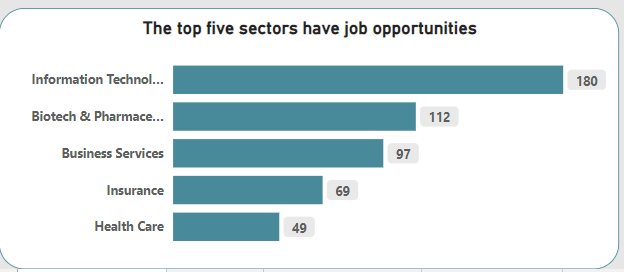 The top five sectors have job opportunities
Information Technol... 180
Biotech & Pharmace... 112
Business Services 97
Insurance 69
Health Care 49